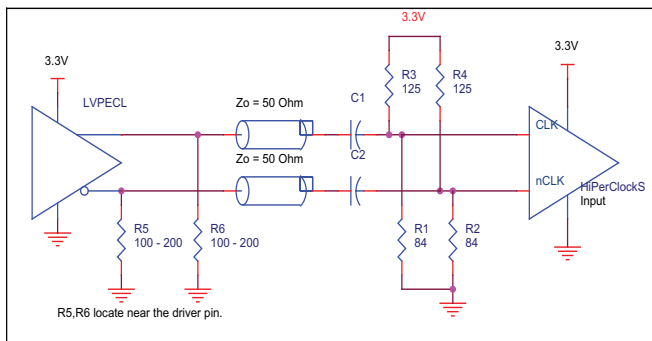 3.3V
3.3V
3.3V
LVPECL
R3
125
R4
125
Zo = 50 Ohm
C1
CLK
Zo = 50 Ohm
C2
nCLK
HiPerClockS
Input
R5
100 - 200
R6
100 - 200
R1
84
R2
84
R5,R6 locate near the driver pin.